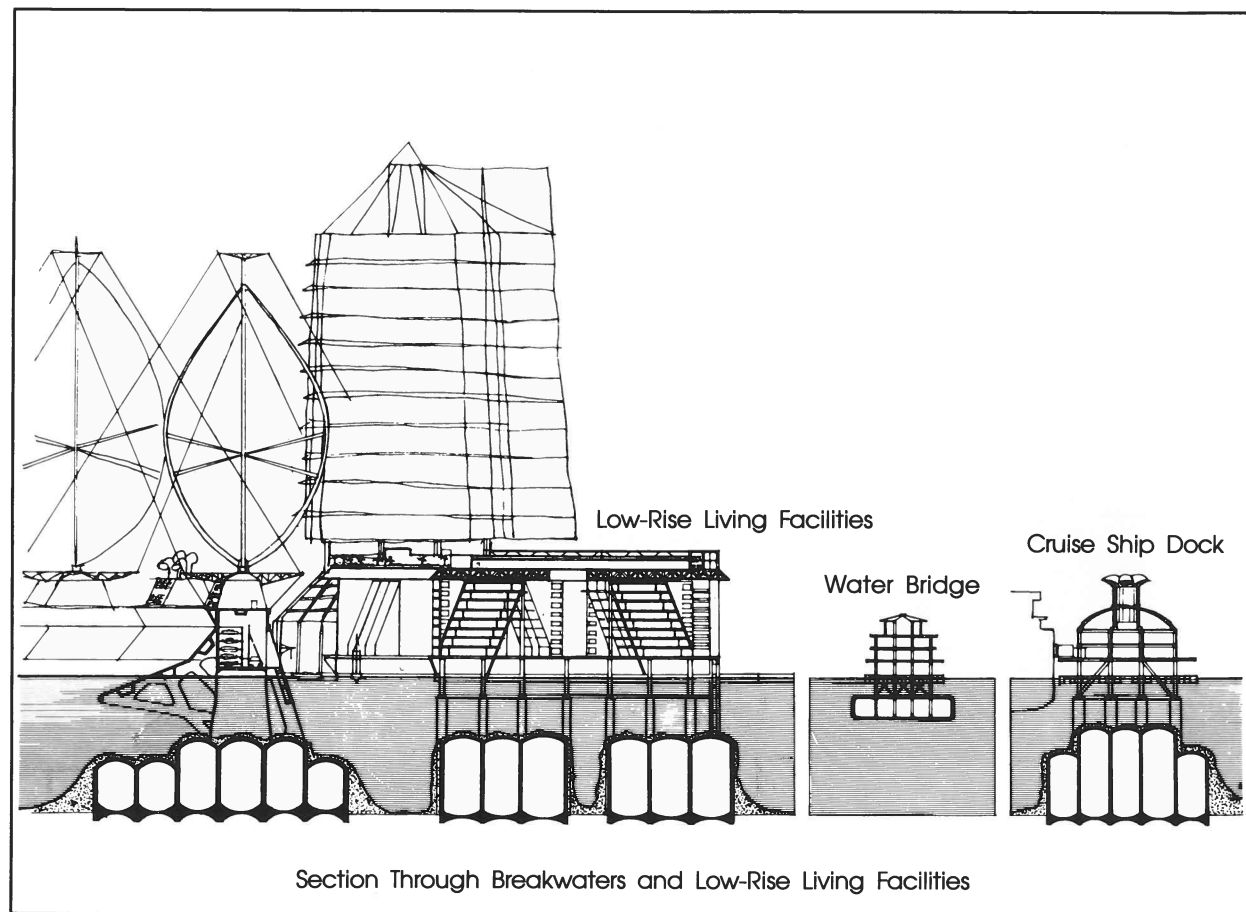 Low-Rise Living Facilities
Cruise Ship Dock
Water Bridge
Section Through Breakwaters and Low-Rise Living Facilities